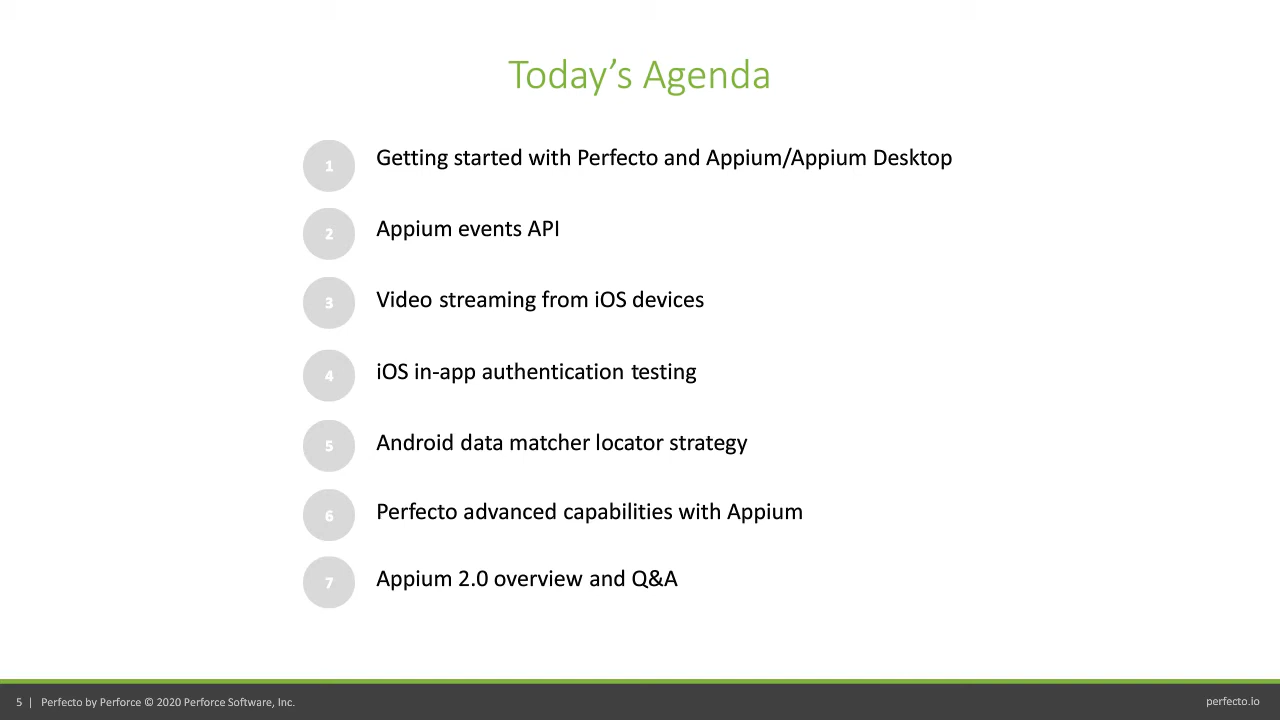 Today’s Agenda
1 Getting started with Perfecto and Appium/Appium Desktop
2 Appium events API
3 Video streaming from iOS devices
4 iOS in-app authentication testing
5 Android data matcher locator strategy
6 Perfecto advanced capabilities with Appium
7 Appium 2.0 overview and Q&A
5 | Perfecto by Perforce © 2020 Perforce Software, Inc. perfecto.io